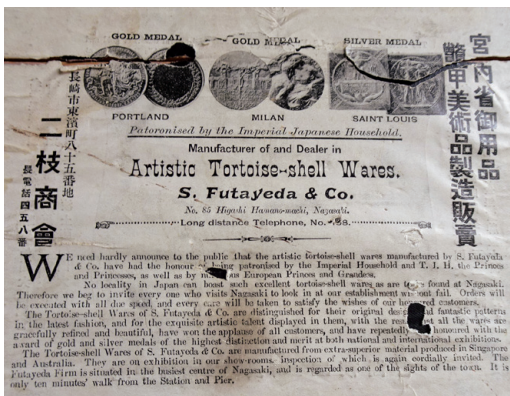 GOLD MEDAL GOLD MEDAL SILVER MEDAL
PORTLAND MILAN SAINT LOUIS
Patoronised by the Imperial Japanese Household.
Manufacturer of and Dealer in
Artistic Tortoise-shell Wares.
S. Futayeda & Co.
No. 85 Higashi Hamano-machi, Nagasaki.
Long distance Telephone, No.
宮内省御用品
鼈甲美術品製造販賣
長崎市東濱町八十五番地
二枝商會
長電話四五八番
WE need hardly announce to the public that the artistic tortoise shell wares manufactured by S. Futayeda
& Co. have had the honour being patronised by the Imperial Household and T. I. H. the Princes
and Princesses, as well as by European Princes and Grandees.
No locality in Japan can boast such excellent tortoise-shell wares as are found at Nagasaki.
Therefore we beg to invite every one who visits Nagasaki to look in at our establishment without fail. Orders will
be executed with all due speed, and every care will be taken to satisfy the wishes of our honoured customers.
The Tortoise-shell Wares of S. Futayeda & Co. are distinguished for their original and fantastic patterns
in the latest fashion, and for the exquisite artistic talent displayed in them, with the all the wares are
gracefully refined and bountiful, have won the applause of all customers, and have repeatedly honoured with the
award of gold and silver medals of the highest distinction and merit at both national and international exhibitions.
The Tortoise-shell Wares of S. Futayeda & Co. are manufactured from extra-superior material produced in Singapore
and Australia. They are on exhibition in our show-rooms, inspection of which is again cordially invited. The
Futayeda Firm is situated in the busiest centre of Nagasaki, and is regarded as one of the sights of the town. It is
only ten minutes' walk from the Station and Pier.